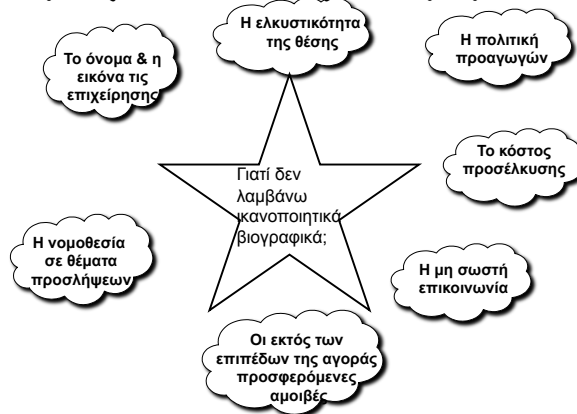 Η ελκυστικότητα
της θέσης
Το όνομα & η
εικόνα τις
επιχείρησης
Η πολιτική
προαγωγών
Γιατί δεν
λαμβάνω
ικανοποιητικά
βιογραφικά;
Το κόστος
προσέλκυσης
Η νομοθεσία
σε θέματα
προσλήψεων
Η μη σωστή
επικοινωνία
Οι εκτός των
επιπέδων της αγοράς
προσφερόμενες
αμοιβές